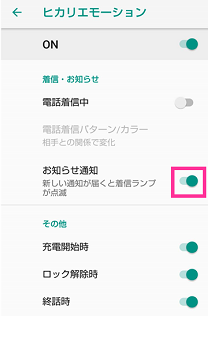 ← ヒカリエモーション
ON
着信・お知らせ
電話着信中
電話着信パターン/カラー
相手との関係で変化
お知らせ通知
新しい通知が届くと着信ランプ
が点滅
その他
充電開始時
ロック解除時
終話時